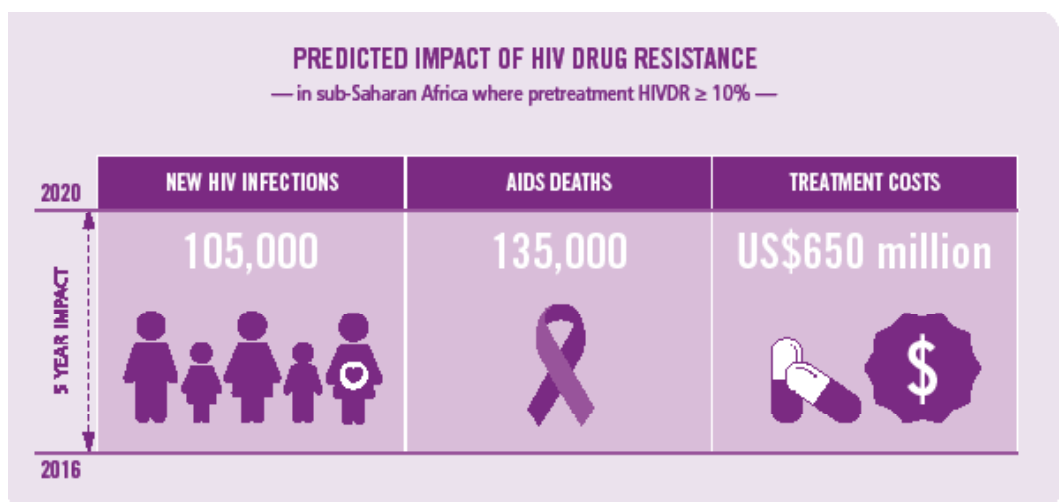 PREDICTED IMPACT OF HIV DRUG RESISTANCE
— in sub-Saharan Africa where pretreatment HIVDR ≥ 10% —
2020
NEW HIV INFECTIONS
AIDS DEATHS
TREATMENT COSTS
5 YEAR IMPACT
105,000
135,000
US$650 million
$
2016